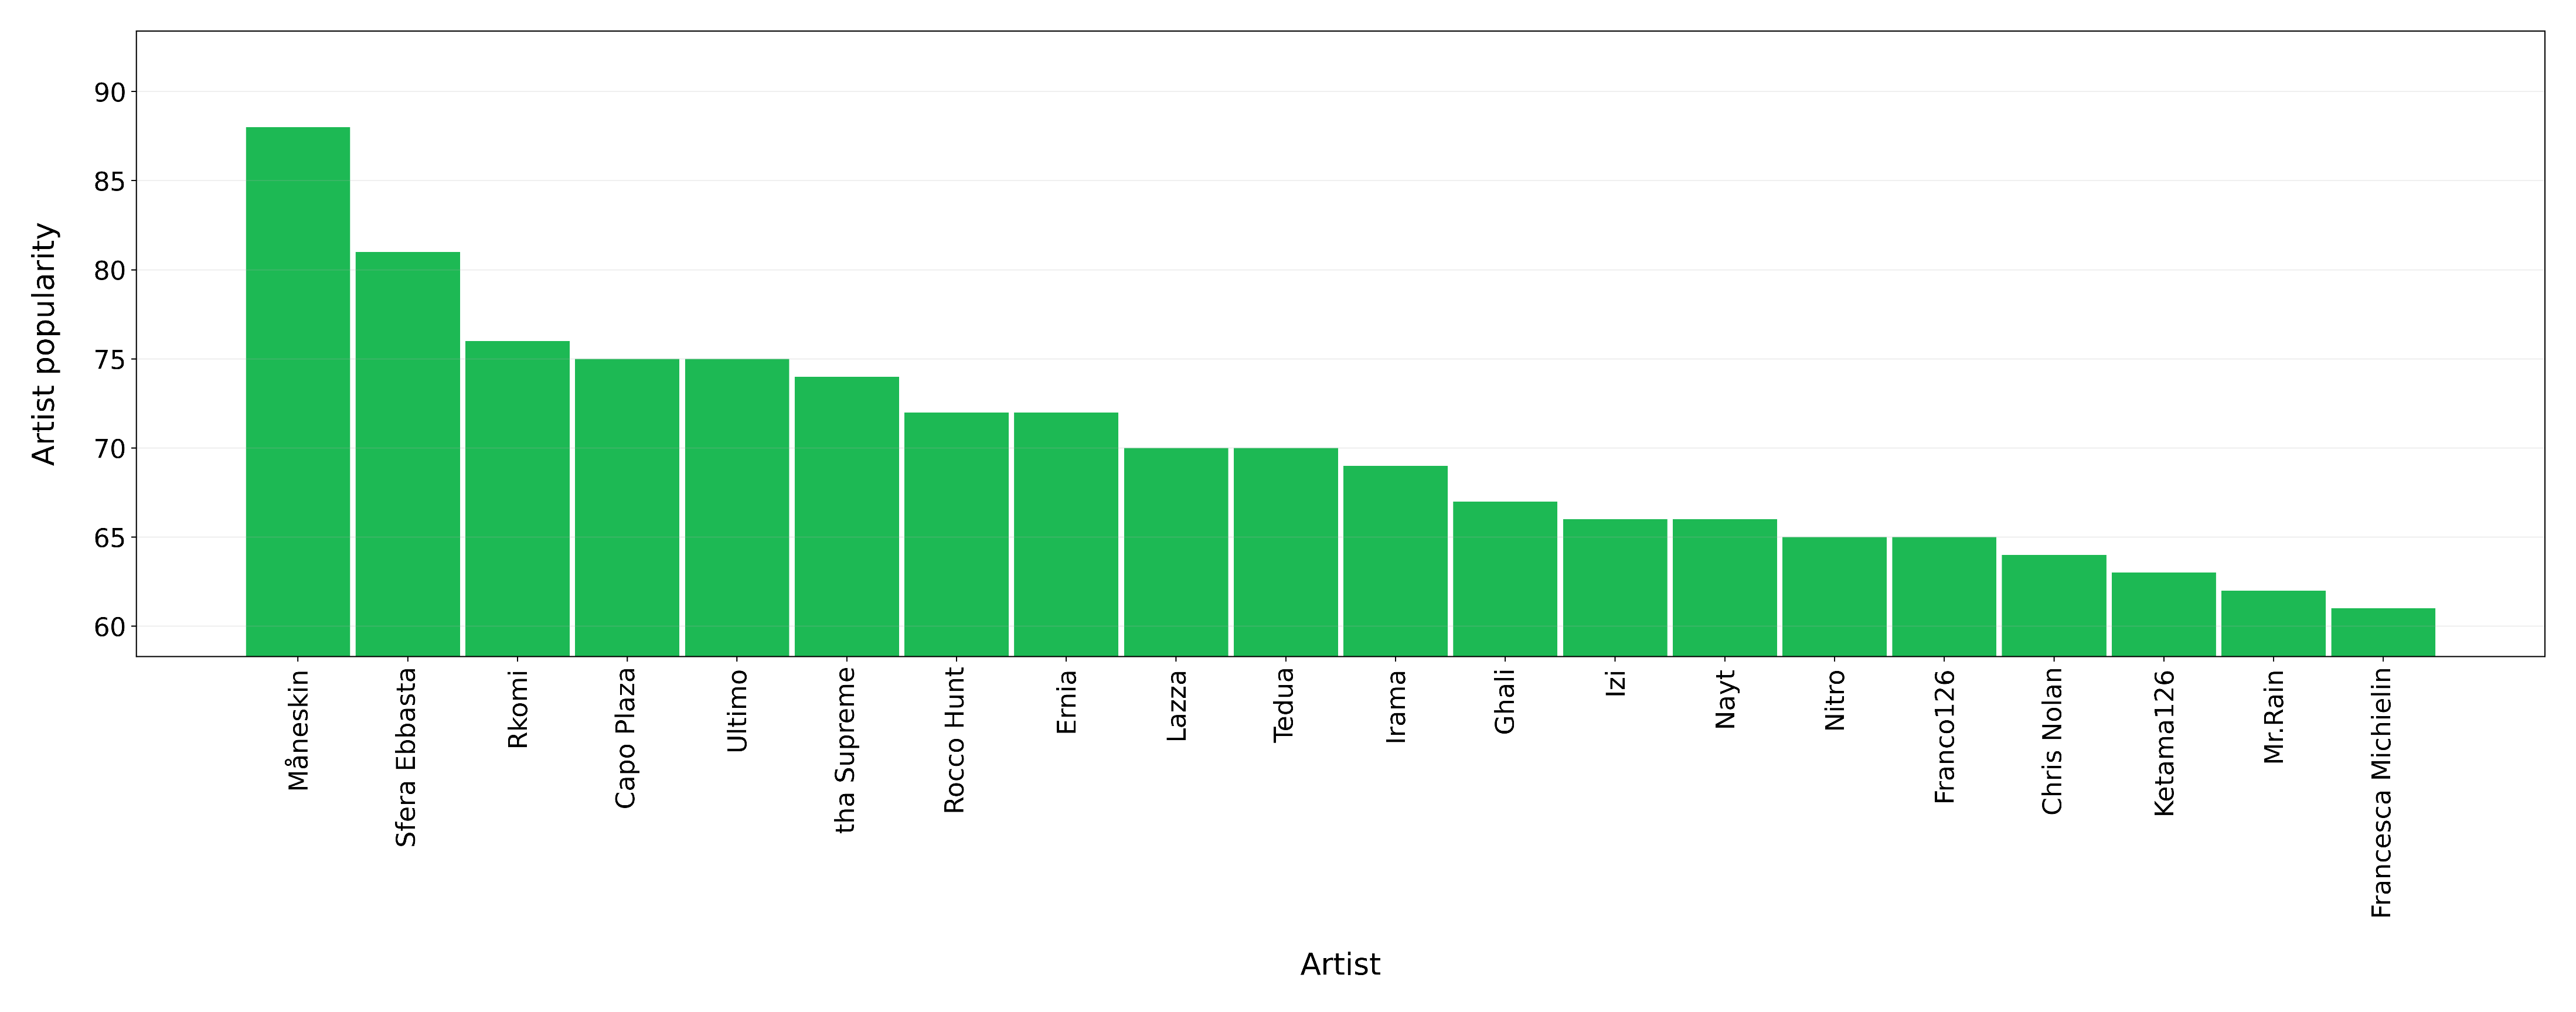 Artist popularity
90
85
80
75
70
65
60
Måneskin
Sfera Ebbasta
Rkomi
Capo Plaza
Ultimo
tha Supreme
Rocco Hunt
Ernia
Lazza
Tedua
Irama
Ghali
Izi
Nayt
Nitro
Franco126
Chris Nolan
Ketama126
Mr.Rain
Francesca Michielin
Artist